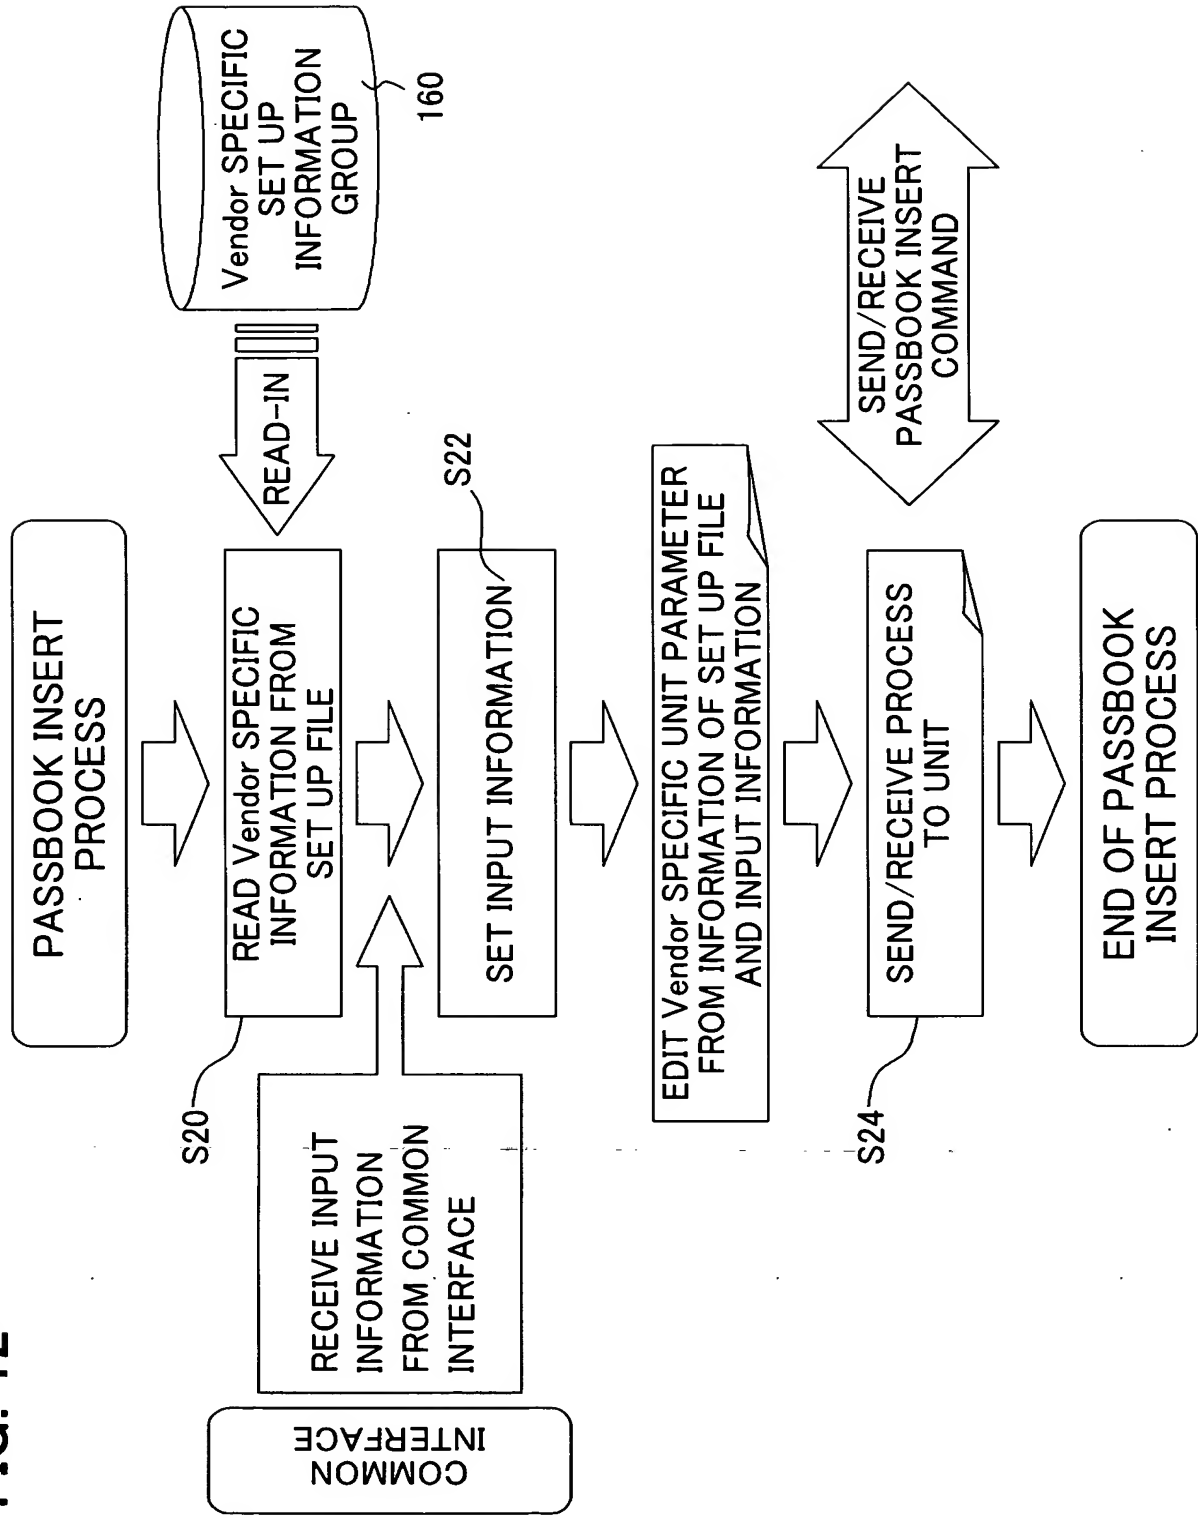 PASSBOOK INSERT
PROCESS
Vendor SPECIFIC
SET UP
INFORMATION
GROUP
160
READ-IN
S20
READ Vendor SPECIFIC
INFORMATION FROM
SET UP FILE
COMMON
INTERFACE
RECEIVE INPUT
INFORMATION
FROM COMMON
INTERFACE
S22
SET INPUT INFORMATION
EDIT Vendor SPECIFIC UNIT PARAMETER
FROM INFORMATION OF SET UP FILE
AND INPUT INFORMATION
S24
SEND/RECEIVE PROCESS
TO UNIT
SEND/RECEIVE
PASSBOOK INSERT
COMMAND
END OF PASSBOOK
INSERT PROCESS